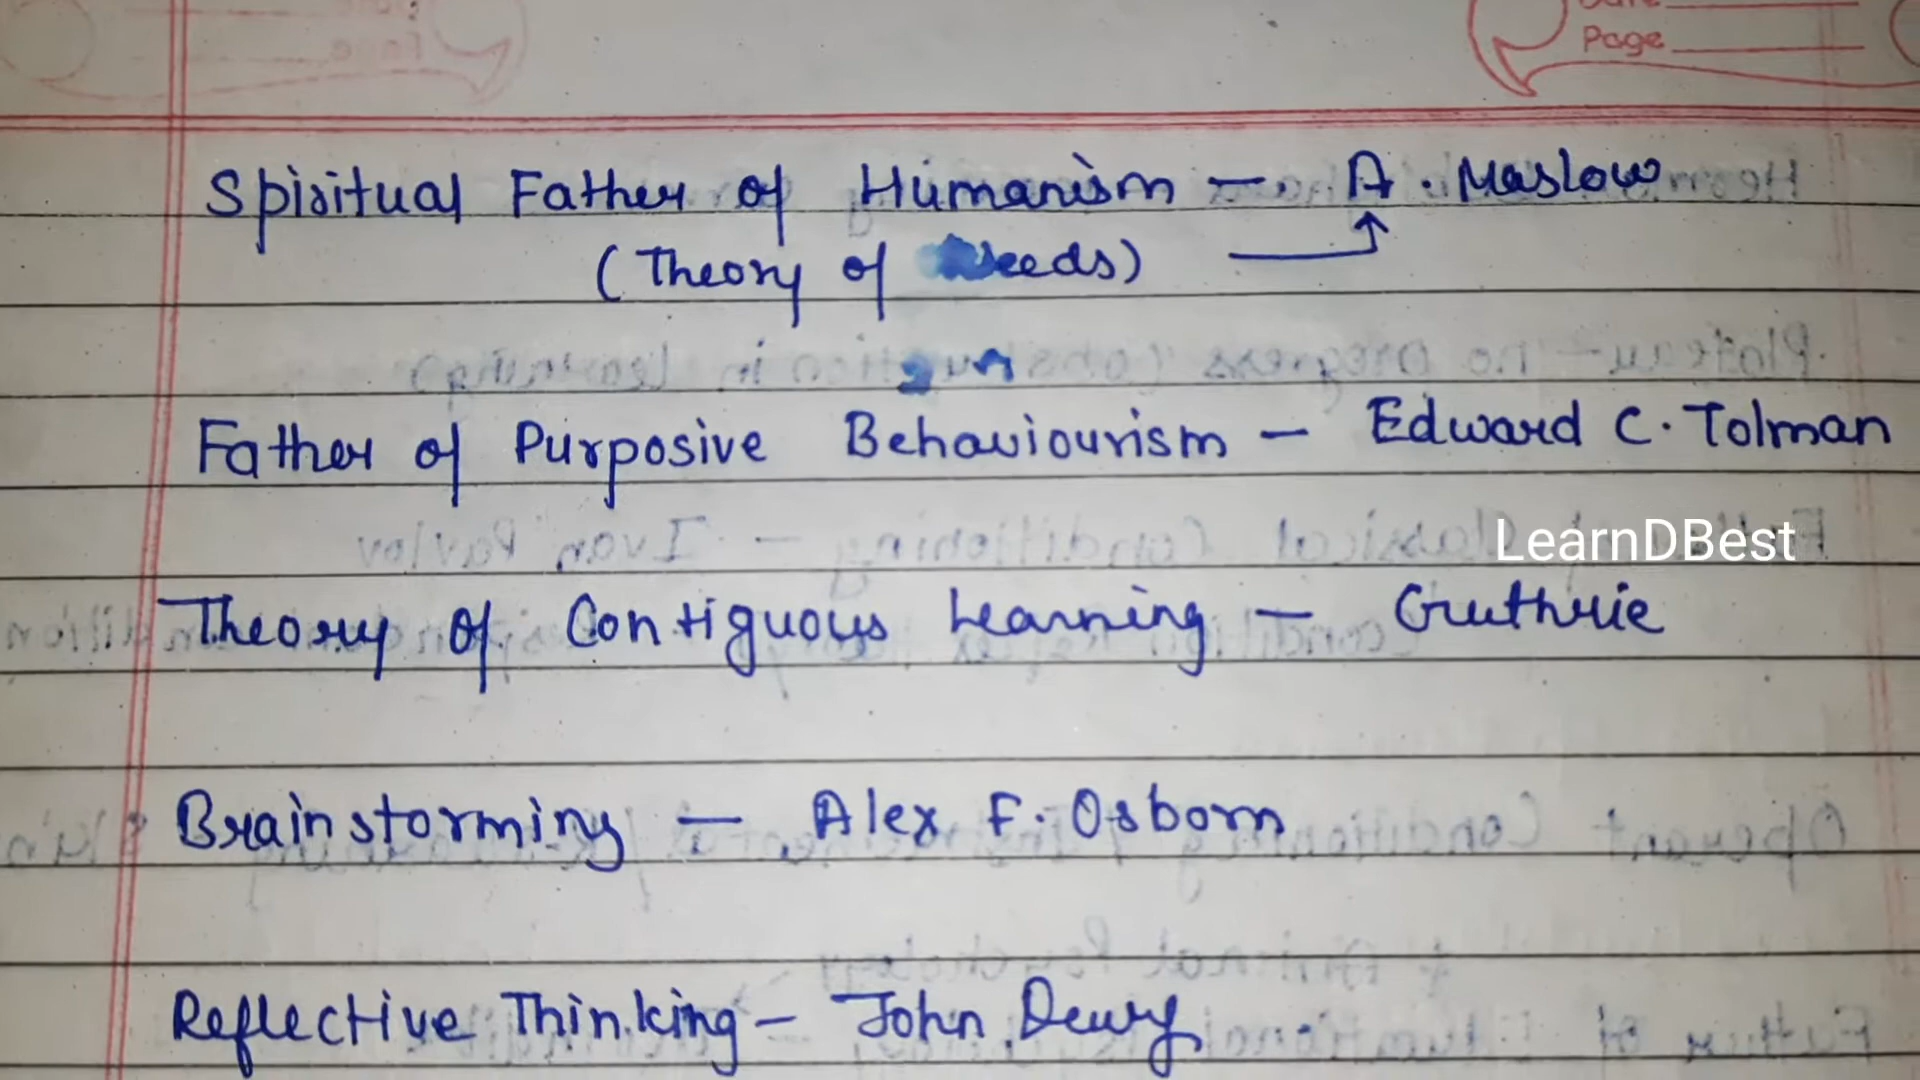 Page
Spiritual Father of Humanism - A. Maslow
(Theory of Needs)
Father of Purposive Behaviourism - Edward C. Tolman
LearnDBest
Theory of Contiguous Learning - Guthrie
Brainstorming - Alex F. Osborn
Reflective Thinking - John Dewy